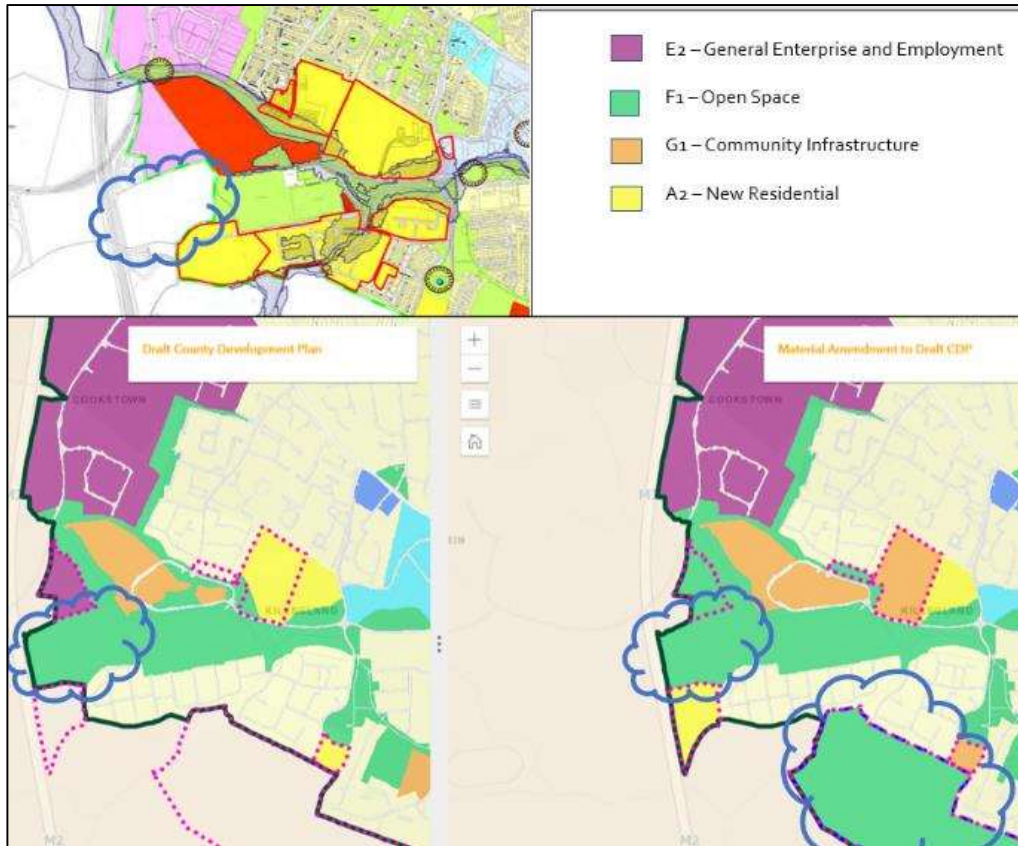 E2 – General Enterprise and Employment
F1 – Open Space
G1 – Community Infrastructure
A2 – New Residential
Draft County Development Plan
Material Amendment to Draft CDP
COOKSTOWN
COOKSTOWN
M2
M2